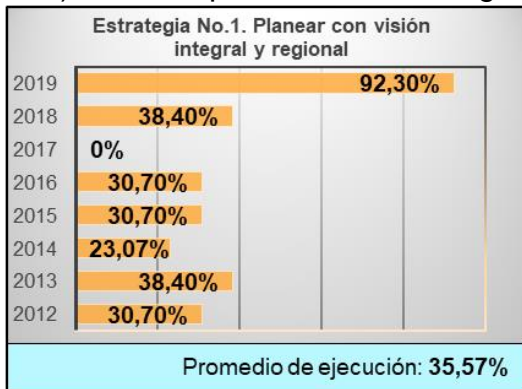 Estrategia No.1. Planear con visión
integral y regional
2019 92,30%
2018 38,40%
2017 0%
2016 30,70%
2015 30,70%
2014 23,07%
2013 38,40%
2012 30,70%
Promedio de ejecución: 35,57%